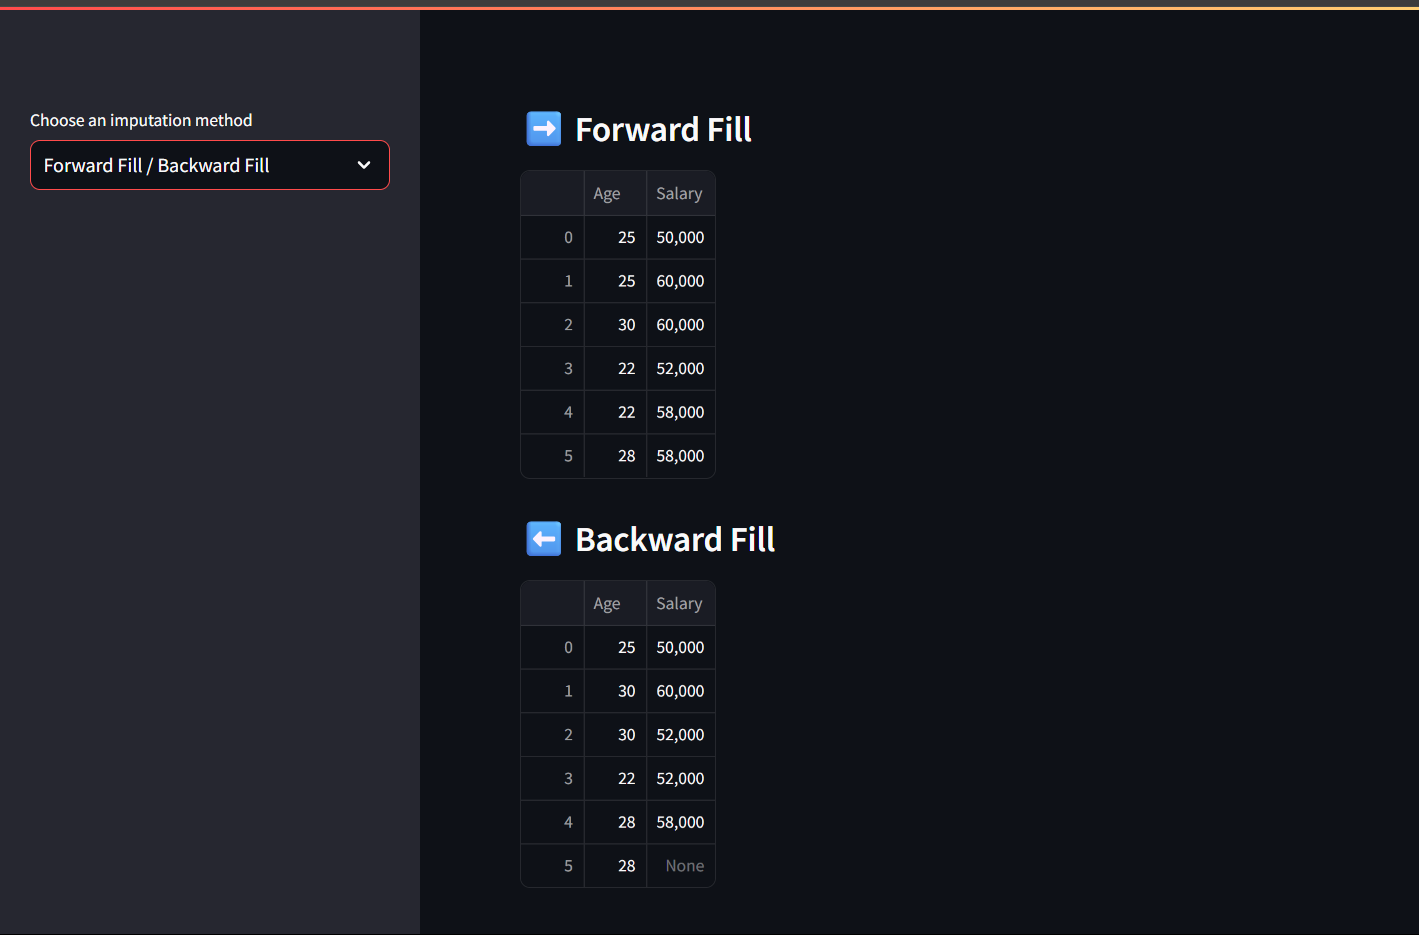 Choose an imputation method
Forward Fill / Backward Fill
➡️ Forward Fill
Age Salary
0 25 50,000
1 25 60,000
2 30 60,000
3 22 52,000
4 22 58,000
5 28 58,000
⬅️ Backward Fill
Age Salary
0 25 50,000
1 30 60,000
2 30 52,000
3 22 52,000
4 28 58,000
5 28 None